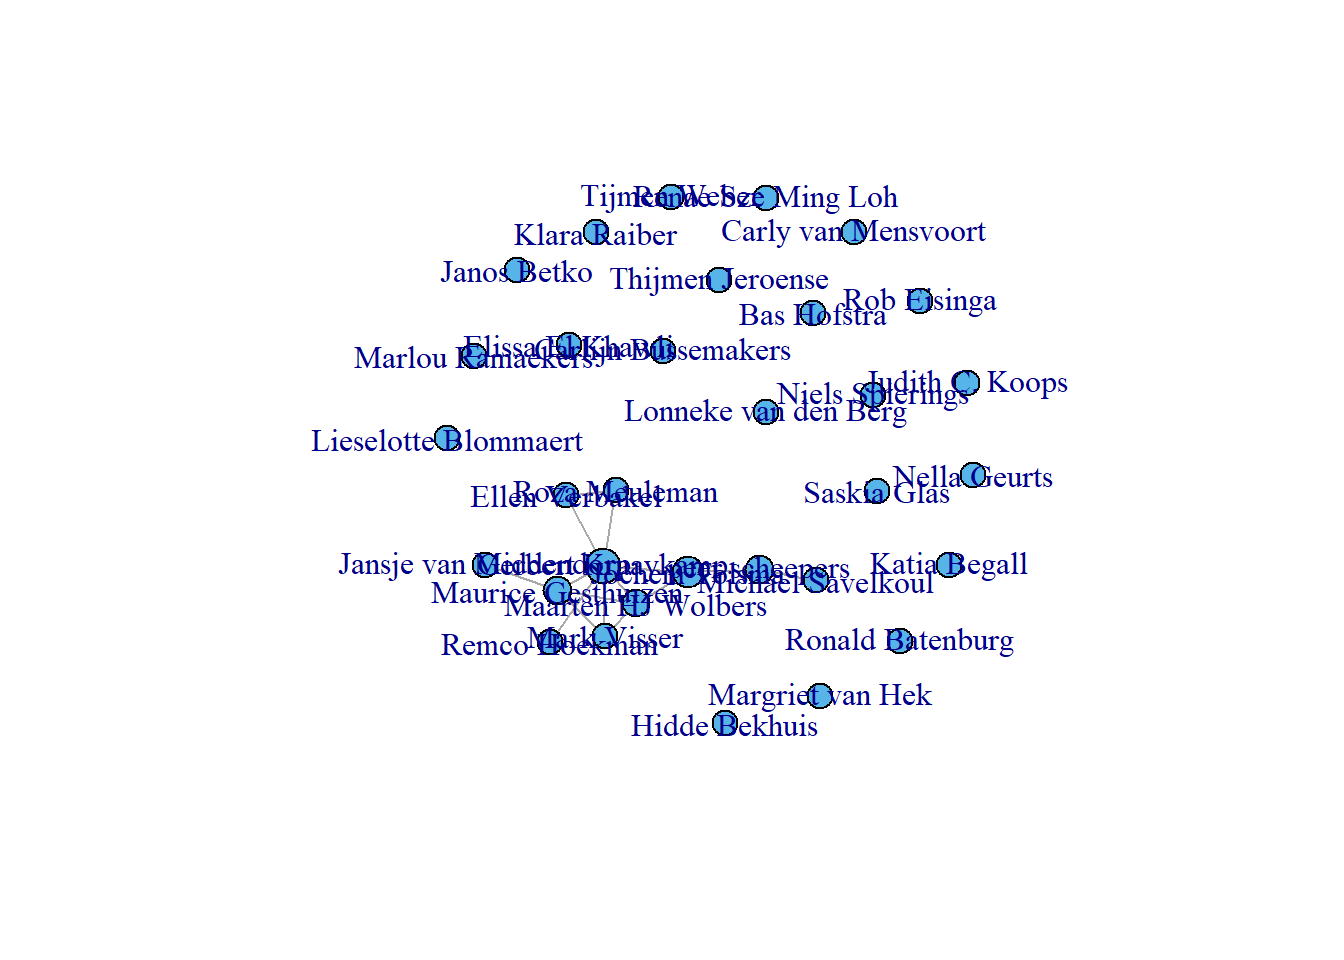 Tijmen Weber
Renae Sze Ming Loh
Klara Raiber
Carly van Mensvoort
Janos Betko
Thijmen Jeroense
Rob Eisinga
Bas Hofstra
Elissa El Khawli
Carlijn Bussemakers
Marlou Ramaekers
Judith C. Koops
Niels Spierings
Lonneke van den Berg
Lieselotte Blommaert
Nella Geurts
Roza Meuleman
Ellen Verbakel
Saskia Glas
Jansje van Middendorp
Gerbert Kraaykamp
Jochem Tolsma
peer scheepers
Katia Begall
Michael Savelkoul
Maurice Gesthuizen
Maarten HJ Wolbers
Mark Visser
Remco Hoekman
Ronald Batenburg
Margriet van Hek
Hidde Bekhuis